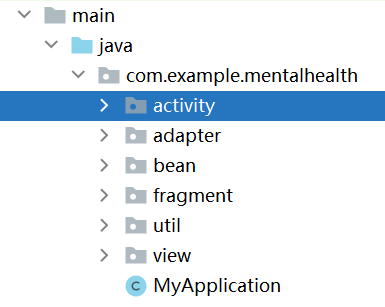 main
java
com.example.mentalhealth
activity
adapter
bean
fragment
util
view
C MyApplication